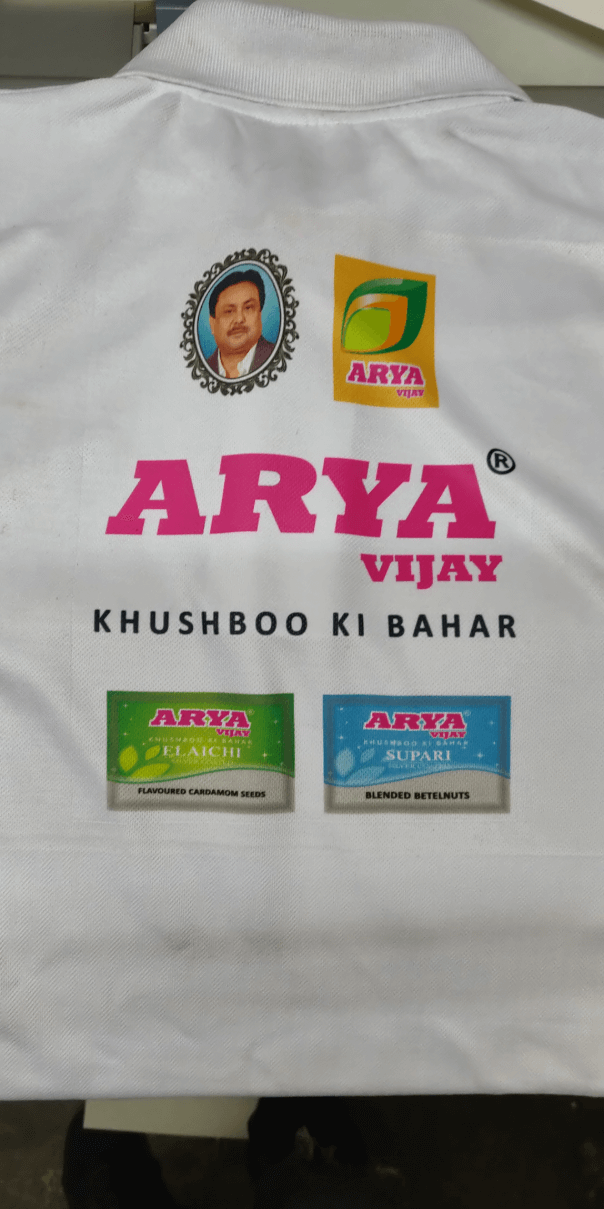 ARYA
VIJAY
ARYA
®
VIJAY
KHUSHBOO KI BAHAR
ARYA
VIJAY
KHUSHBOO KI BAHAR
ELAICHI
FLAVOURED CARDAMOM SEEDS
ARYA
VIJAY
KHUSHBOO KI BAHAR
SUPARI
BLENDED BETELNUTS